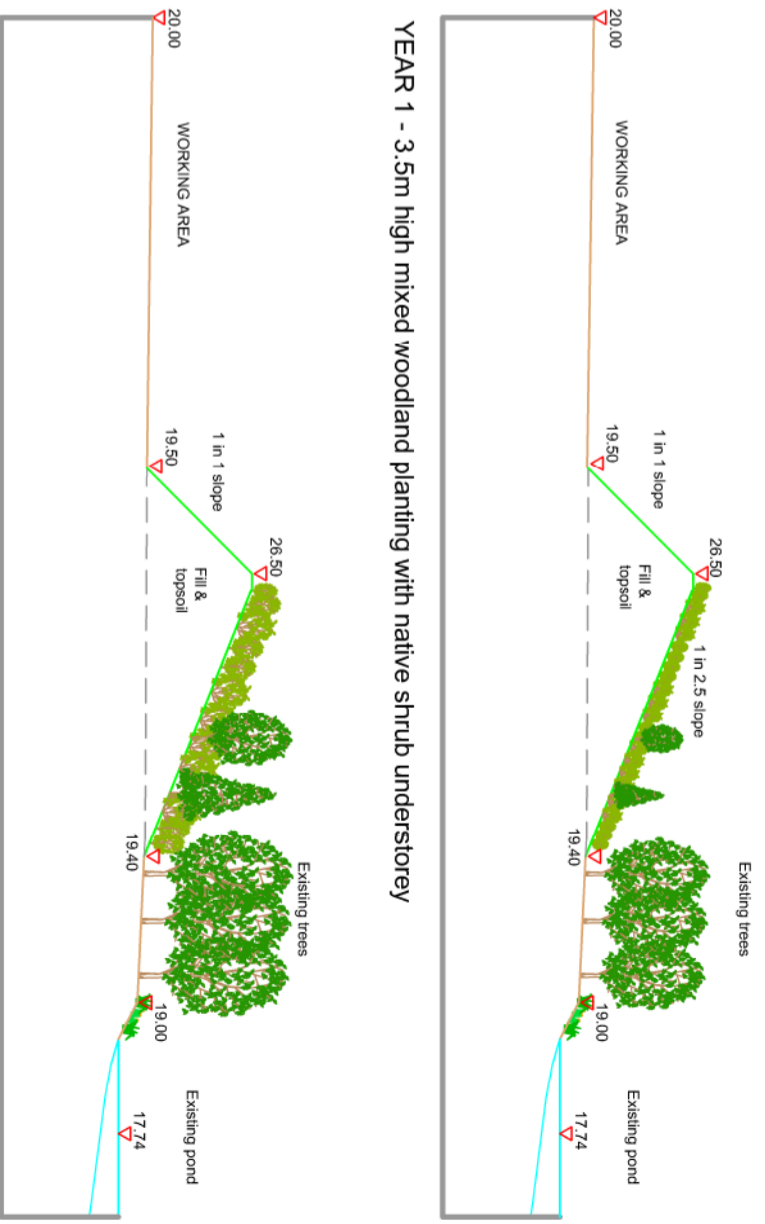 20.00
WORKING AREA
19.50
1 in 1 slope
26.50
Fill &
topsoil
1 in 2.5 slope
19.40
Existing trees
19.00
Existing pond
17.74
YEAR 1 - 3.5m high mixed woodland planting with native shrub understorey
20.00
WORKING AREA
19.50
1 in 1 slope
26.50
Fill &
topsoil
19.40
Existing trees
19.00
Existing pond
17.74